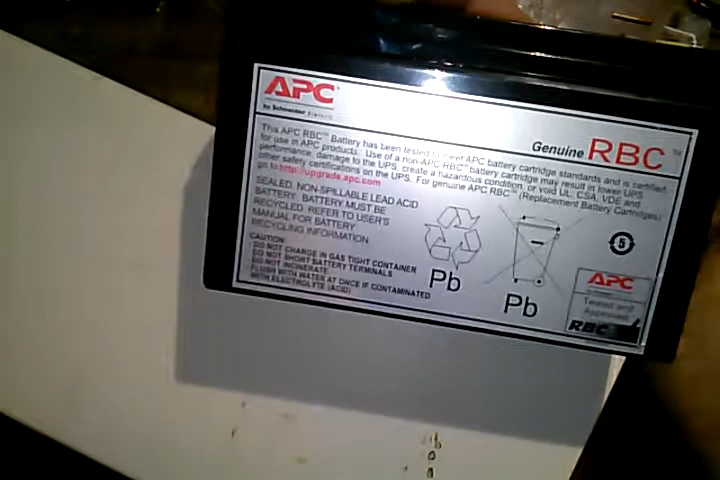 APC
by Schneider Electric
Genuine RBC™
This APC RBC™ Battery has been tested to meet APC battery cartridge standards and is certified
for use in APC products. Use of a non-APC RBC™ battery cartridge may result in lower UPS
performance, damage to the UPS, create a hazardous condition, or void UL, CSA, VDE and
other safety certifications on the UPS. For genuine APC RBC™ (Replacement Battery Cartridges)
go to http://upgrade.apc.com
SEALED, NON-SPILLABLE LEAD ACID
BATTERY. BATTERY MUST BE
RECYCLED. REFER TO USER'S
MANUAL FOR BATTERY
RECYCLING INFORMATION.
CAUTION:
DO NOT CHARGE IN GAS TIGHT CONTAINER
DO NOT SHORT BATTERY TERMINALS
DO NOT INCINERATE
FLUSH WITH WATER AT ONCE IF CONTAMINATED
WITH ELECTROLYTE (ACID)
Pb
Pb
5
APC
Tested and
Approved
RBC